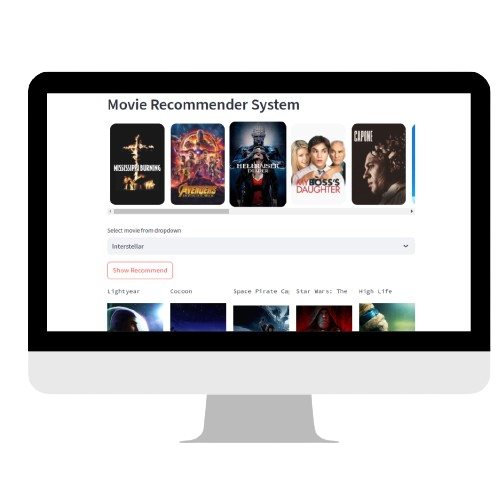 Movie Recommender System
MISSISSIPPI BURNING
AVENGERS
HELLRAISER
MY BOSS'S
DAUGHTER
CAPONE
Select movie from dropdown
Interstellar
Show Recommend
Lightyear Cocoon Space Pirate Ca Star Wars: The High Life